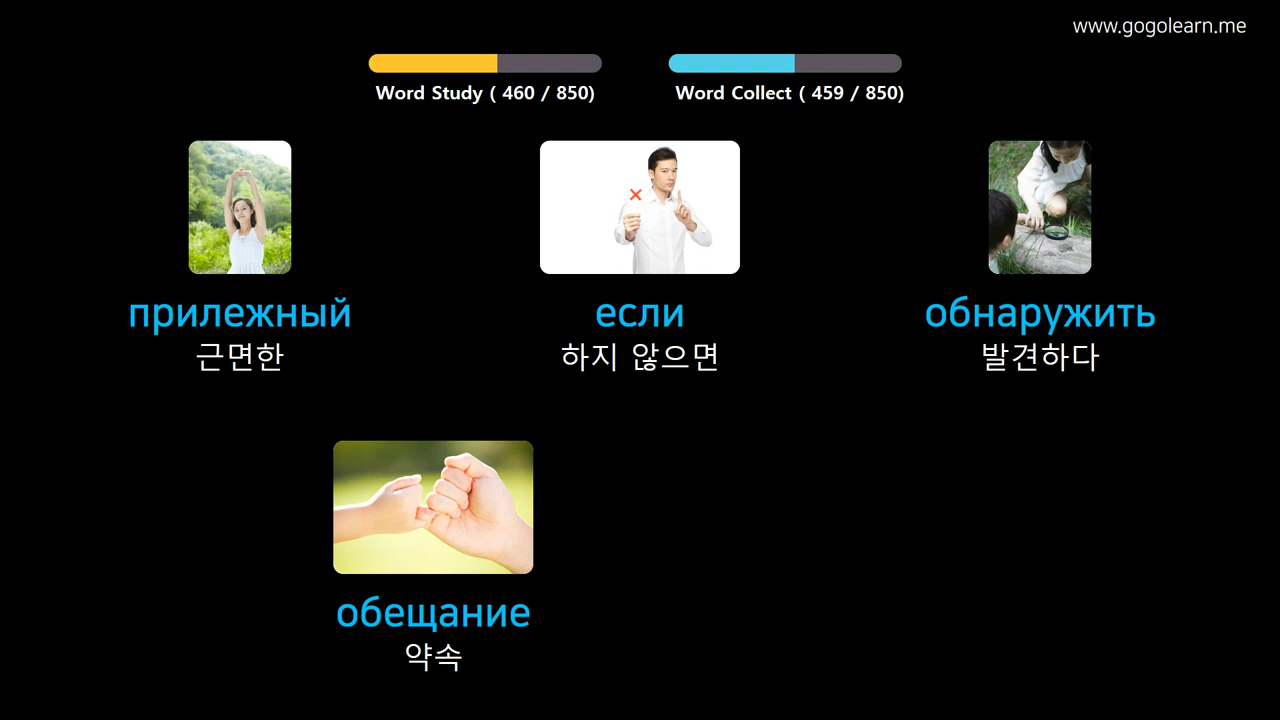 www.gogolearn.me
Word Study ( 460 / 850)
Word Collect ( 459 / 850)
прилежный
근면한
если
하지 않으면
обнаружить
발견하다
обещание
약속